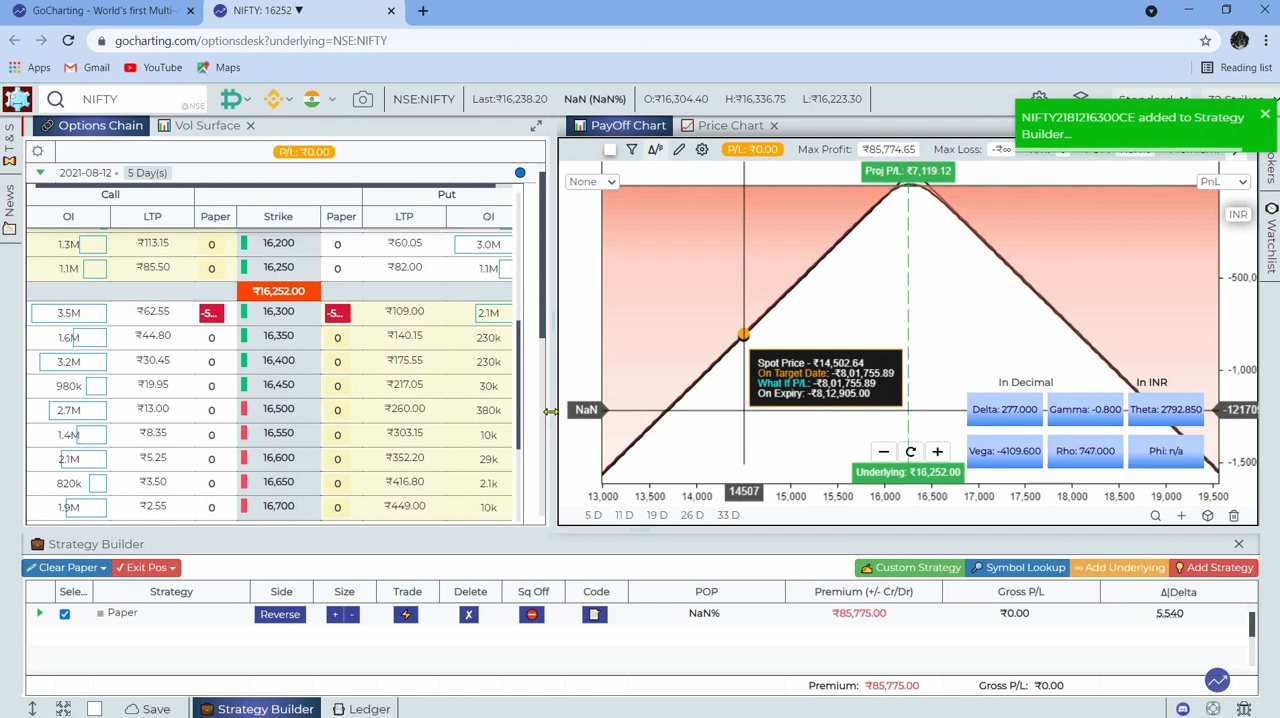 GoCharting - World's first Multi-
NIFTY: 16252 ▼
gocharting.com/optionsdesk?underlying=NSE:NIFTY
Apps
Gmail
YouTube
Maps
Reading list
NIFTY
@NSE
NSE:NIFTY
Last:₹16,238.20
NaN (NaN%)
O:₹16,304.40
H:₹16,336.75
L:₹16,223.30
NIFTY2181216300CE added to Strategy
Builder...
T & S
News
Watchlist
Options Chain
Vol Surface
P/L: ₹0.00
2021-08-12
5 Day(s)
Call
Put
OI LTP Paper Strike Paper LTP OI
1.3M ₹113.15 0 16,200 0 ₹60.05 3.0M
1.1M ₹85.50 0 16,250 0 ₹82.00 1.1M
₹16,252.00
3.5M ₹62.55 -5... 16,300 -5... ₹109.00 2.1M
1.6M ₹44.80 0 16,350 0 ₹140.15 230k
3.2M ₹30.45 0 16,400 0 ₹175.55 230k
980k ₹19.95 0 16,450 0 ₹217.05 30k
2.7M ₹13.00 0 16,500 0 ₹260.00 380k
1.4M ₹8.35 0 16,550 0 ₹303.15 10k
2.1M ₹5.25 0 16,600 0 ₹352.20 29k
820k ₹3.50 0 16,650 0 ₹416.80 2.1k
1.9M ₹2.55 0 16,700 0 ₹449.00 10k
PayOff Chart
Price Chart
P/L: ₹0.00
Max Profit: ₹85,774.65
Max Loss: -₹∞
None
Proj P/L: ₹7,119.12
PnL
INR
-500,0
-1,000
-1,500
Spot Price - ₹14,502.64
On Target Date: -₹8,01,755.89
What If P/L: -₹8,01,755.89
On Expiry: -₹8,12,905.00
In Decimal
In INR
NaN
Delta: 277.000
Gamma: -0.800
Theta: 2792.850
Vega: -4109.600
Rho: 747.000
Phi: n/a
-
+
Underlying: ₹16,252.00
13,000 13,500 14,000 14507 15,000 15,500 16,000 16,500 17,000 17,500 18,000 18,500 19,000 19,500
5 D 11 D 19 D 26 D 33 D
Strategy Builder
Clear Paper
Exit Pos
Custom Strategy
Symbol Lookup
Add Underlying
Add Strategy
Sele... Strategy Side Size Trade Delete Sq Off Code POP Premium (+/- Cr/Dr) Gross P/L Δ|Delta
Paper Reverse + - NaN% ₹85,775.00 ₹0.00 5,540
Premium: ₹85,775.00
Gross P/L: ₹0.00
Save
Strategy Builder
Ledger